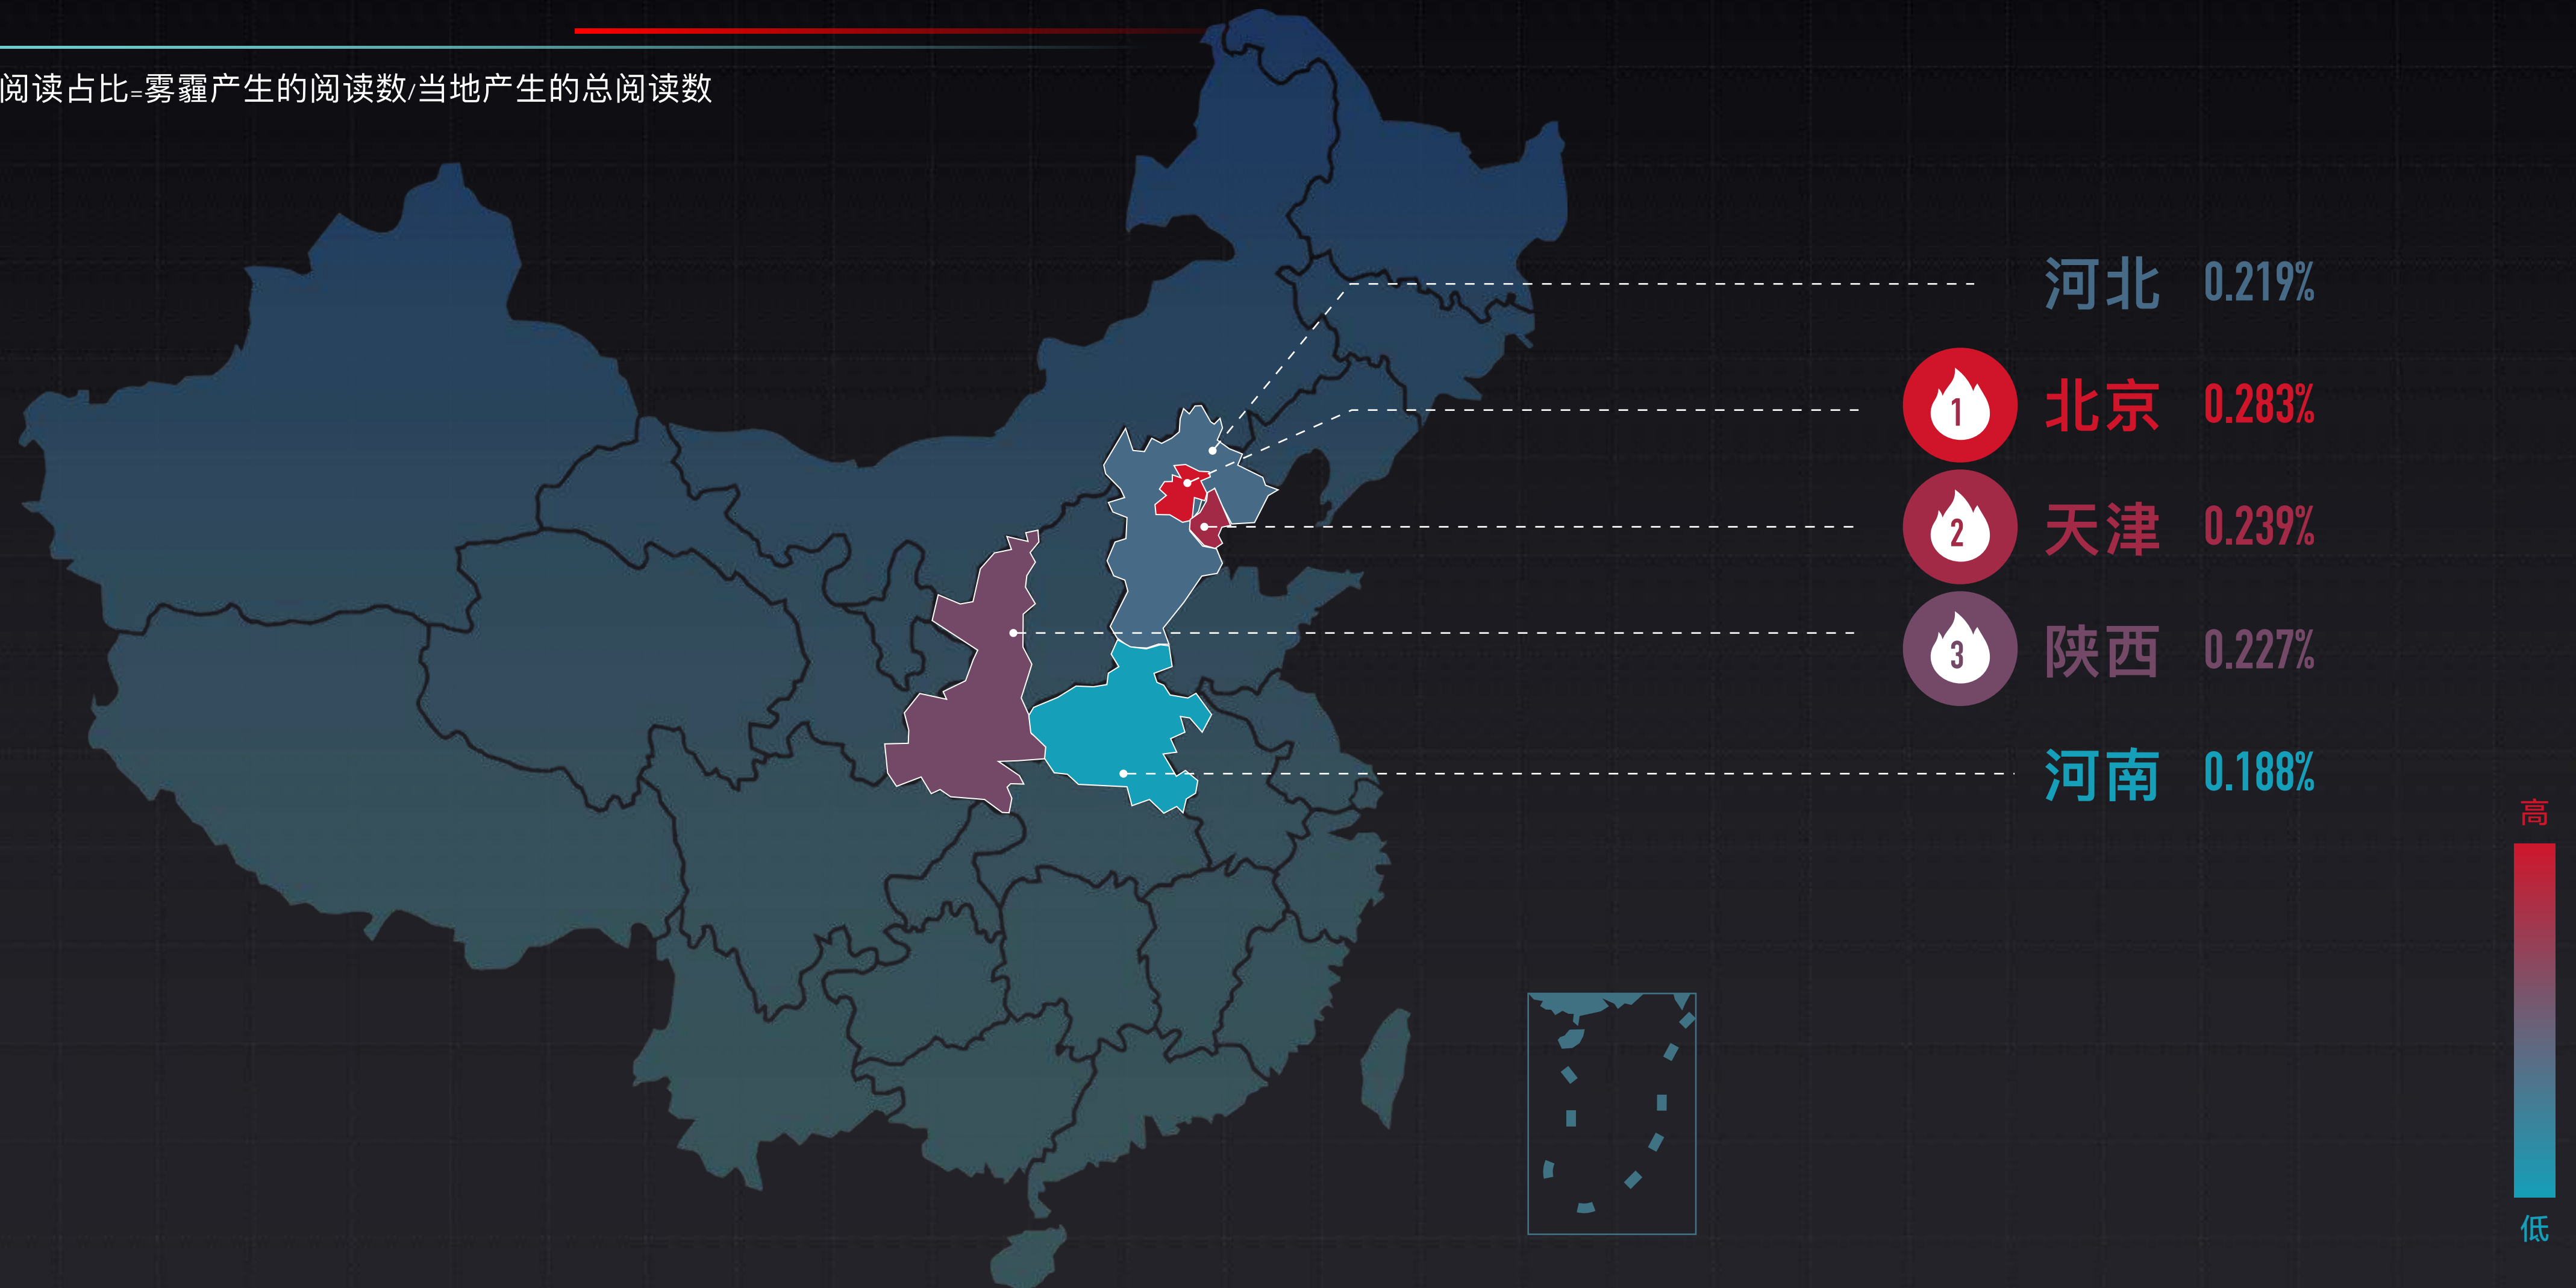 阅读占比=雾霾产生的阅读数/当地产生的总阅读数
河北 0.219%
1 北京 0.283%
2 天津 0.239%
3 陕西 0.227%
河南 0.188%
高
低